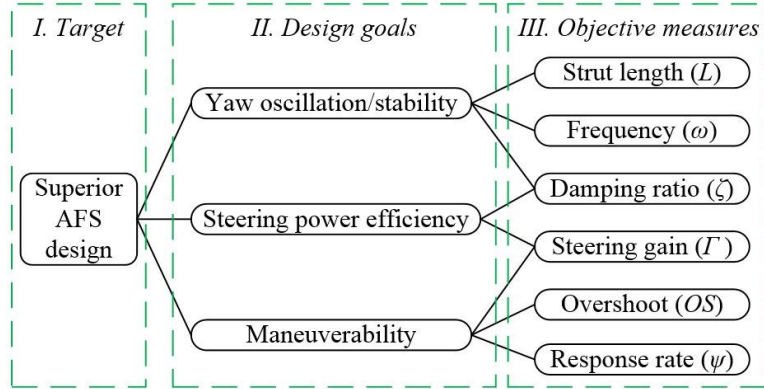 I. Target
II. Design goals
III. Objective measures
Superior
AFS
design
Yaw oscillation/stability
Steering power efficiency
Maneuverability
Strut length (L)
Frequency (ω)
Damping ratio (ζ)
Steering gain (Γ)
Overshoot (OS)
Response rate (ψ)